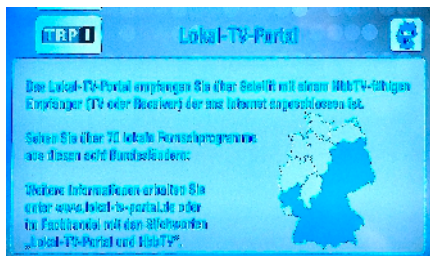 TRP1
Lokal-TV-Portal
Das Lokal-TV-Portal empfangen Sie über Satellit mit einem HbbTV-fähigen
Empfänger (TV oder Receiver) der ans Internet angeschlossen ist.
Sehen Sie über 70 lokale Fernsehprogramme
aus diesen acht Bundesländern:
Weitere Informationen erhalten Sie
unter www.lokal-tv-portal.de oder
im Fachhandel mit den Stichworten
„Lokal-TV-Portal und HbbTV".